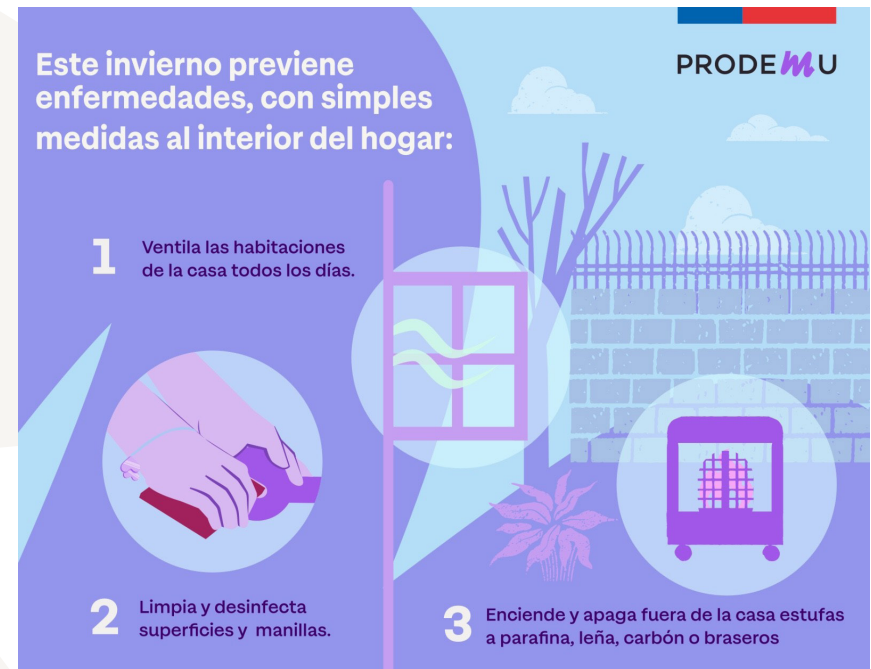 Este invierno previene
enfermedades, con simples
medidas al interior del hogar:
PRODEMU
1
Ventila las habitaciones
de la casa todos los días.
2
Limpia y desinfecta
superficies y manillas.
3
Enciende y apaga fuera de la casa estufas
a parafina, leña, carbón o braseros